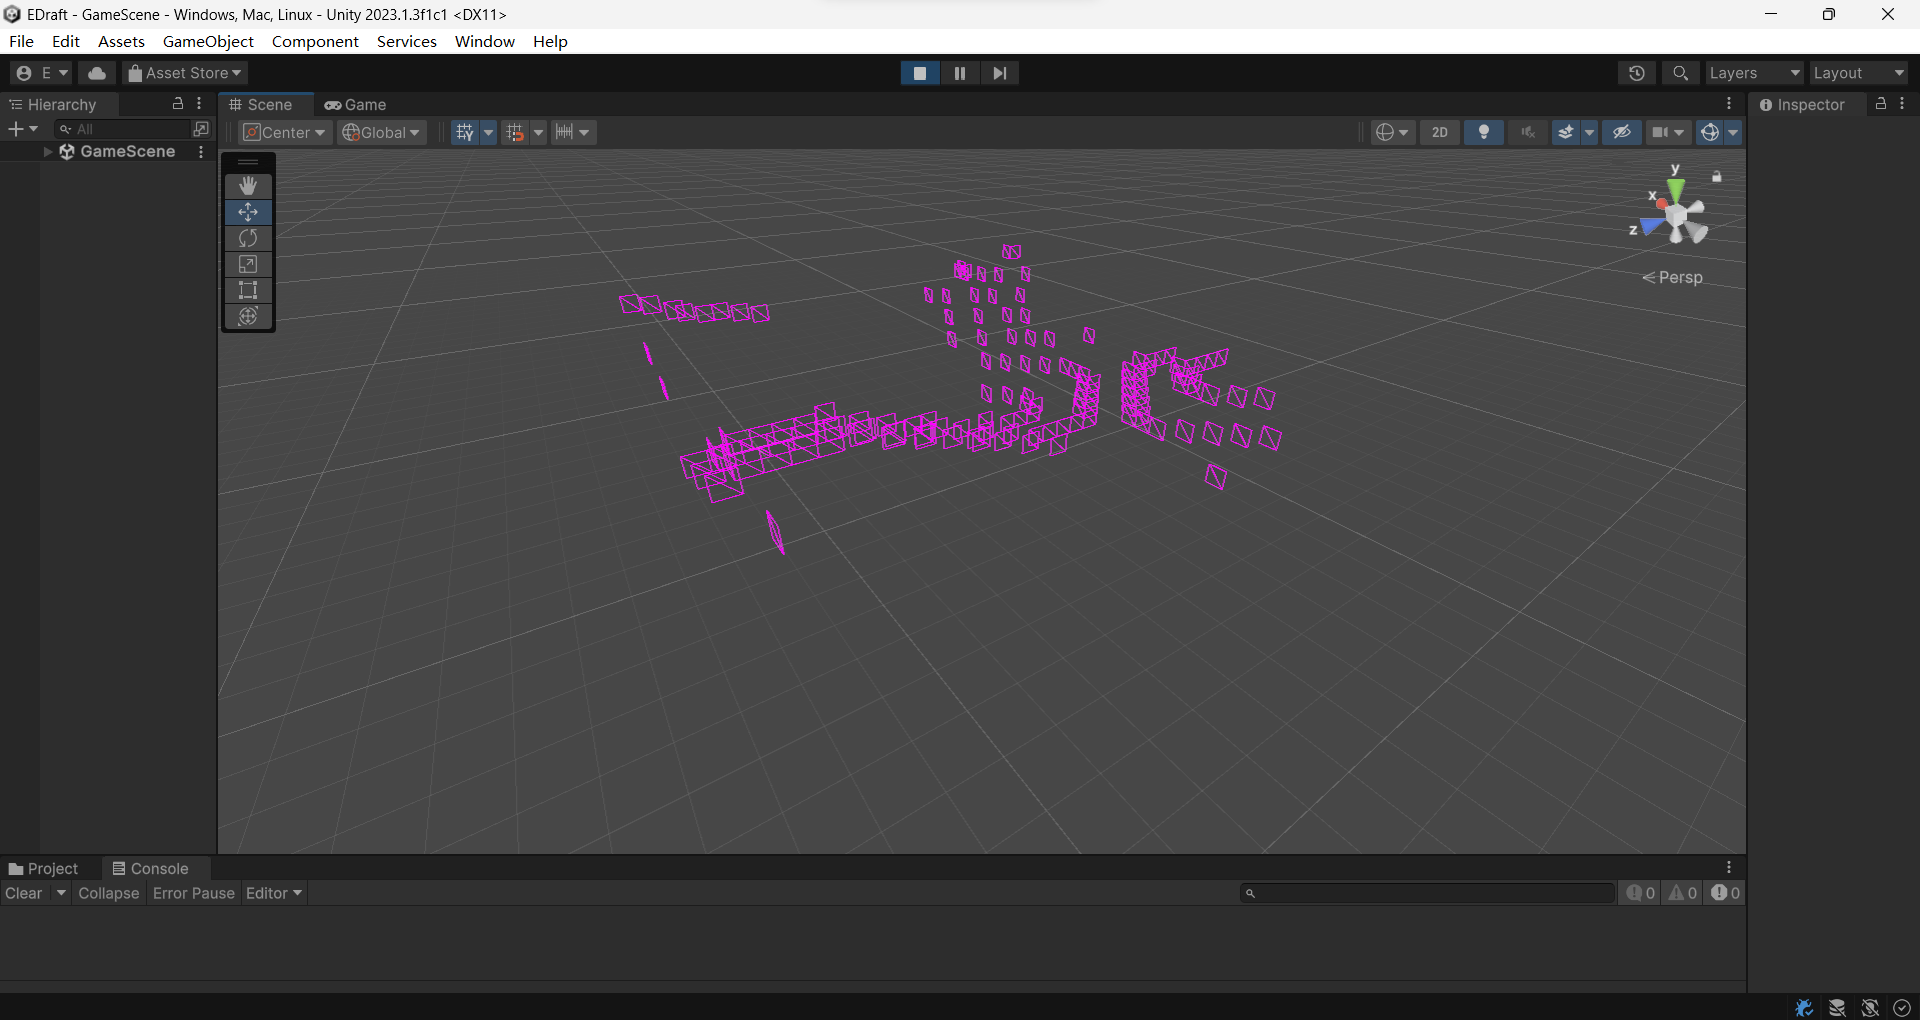 EDraft - GameScene - Windows, Mac, Linux - Unity 2023.1.3f1c1 <DX11>
File Edit Assets GameObject Component Services Window Help
E Asset Store Layers Layout
Hierarchy Scene Game Inspector
All Center Global 2D
GameScene
y
x
z
< Persp
Project Console
Clear Collapse Error Pause Editor 0 0 0